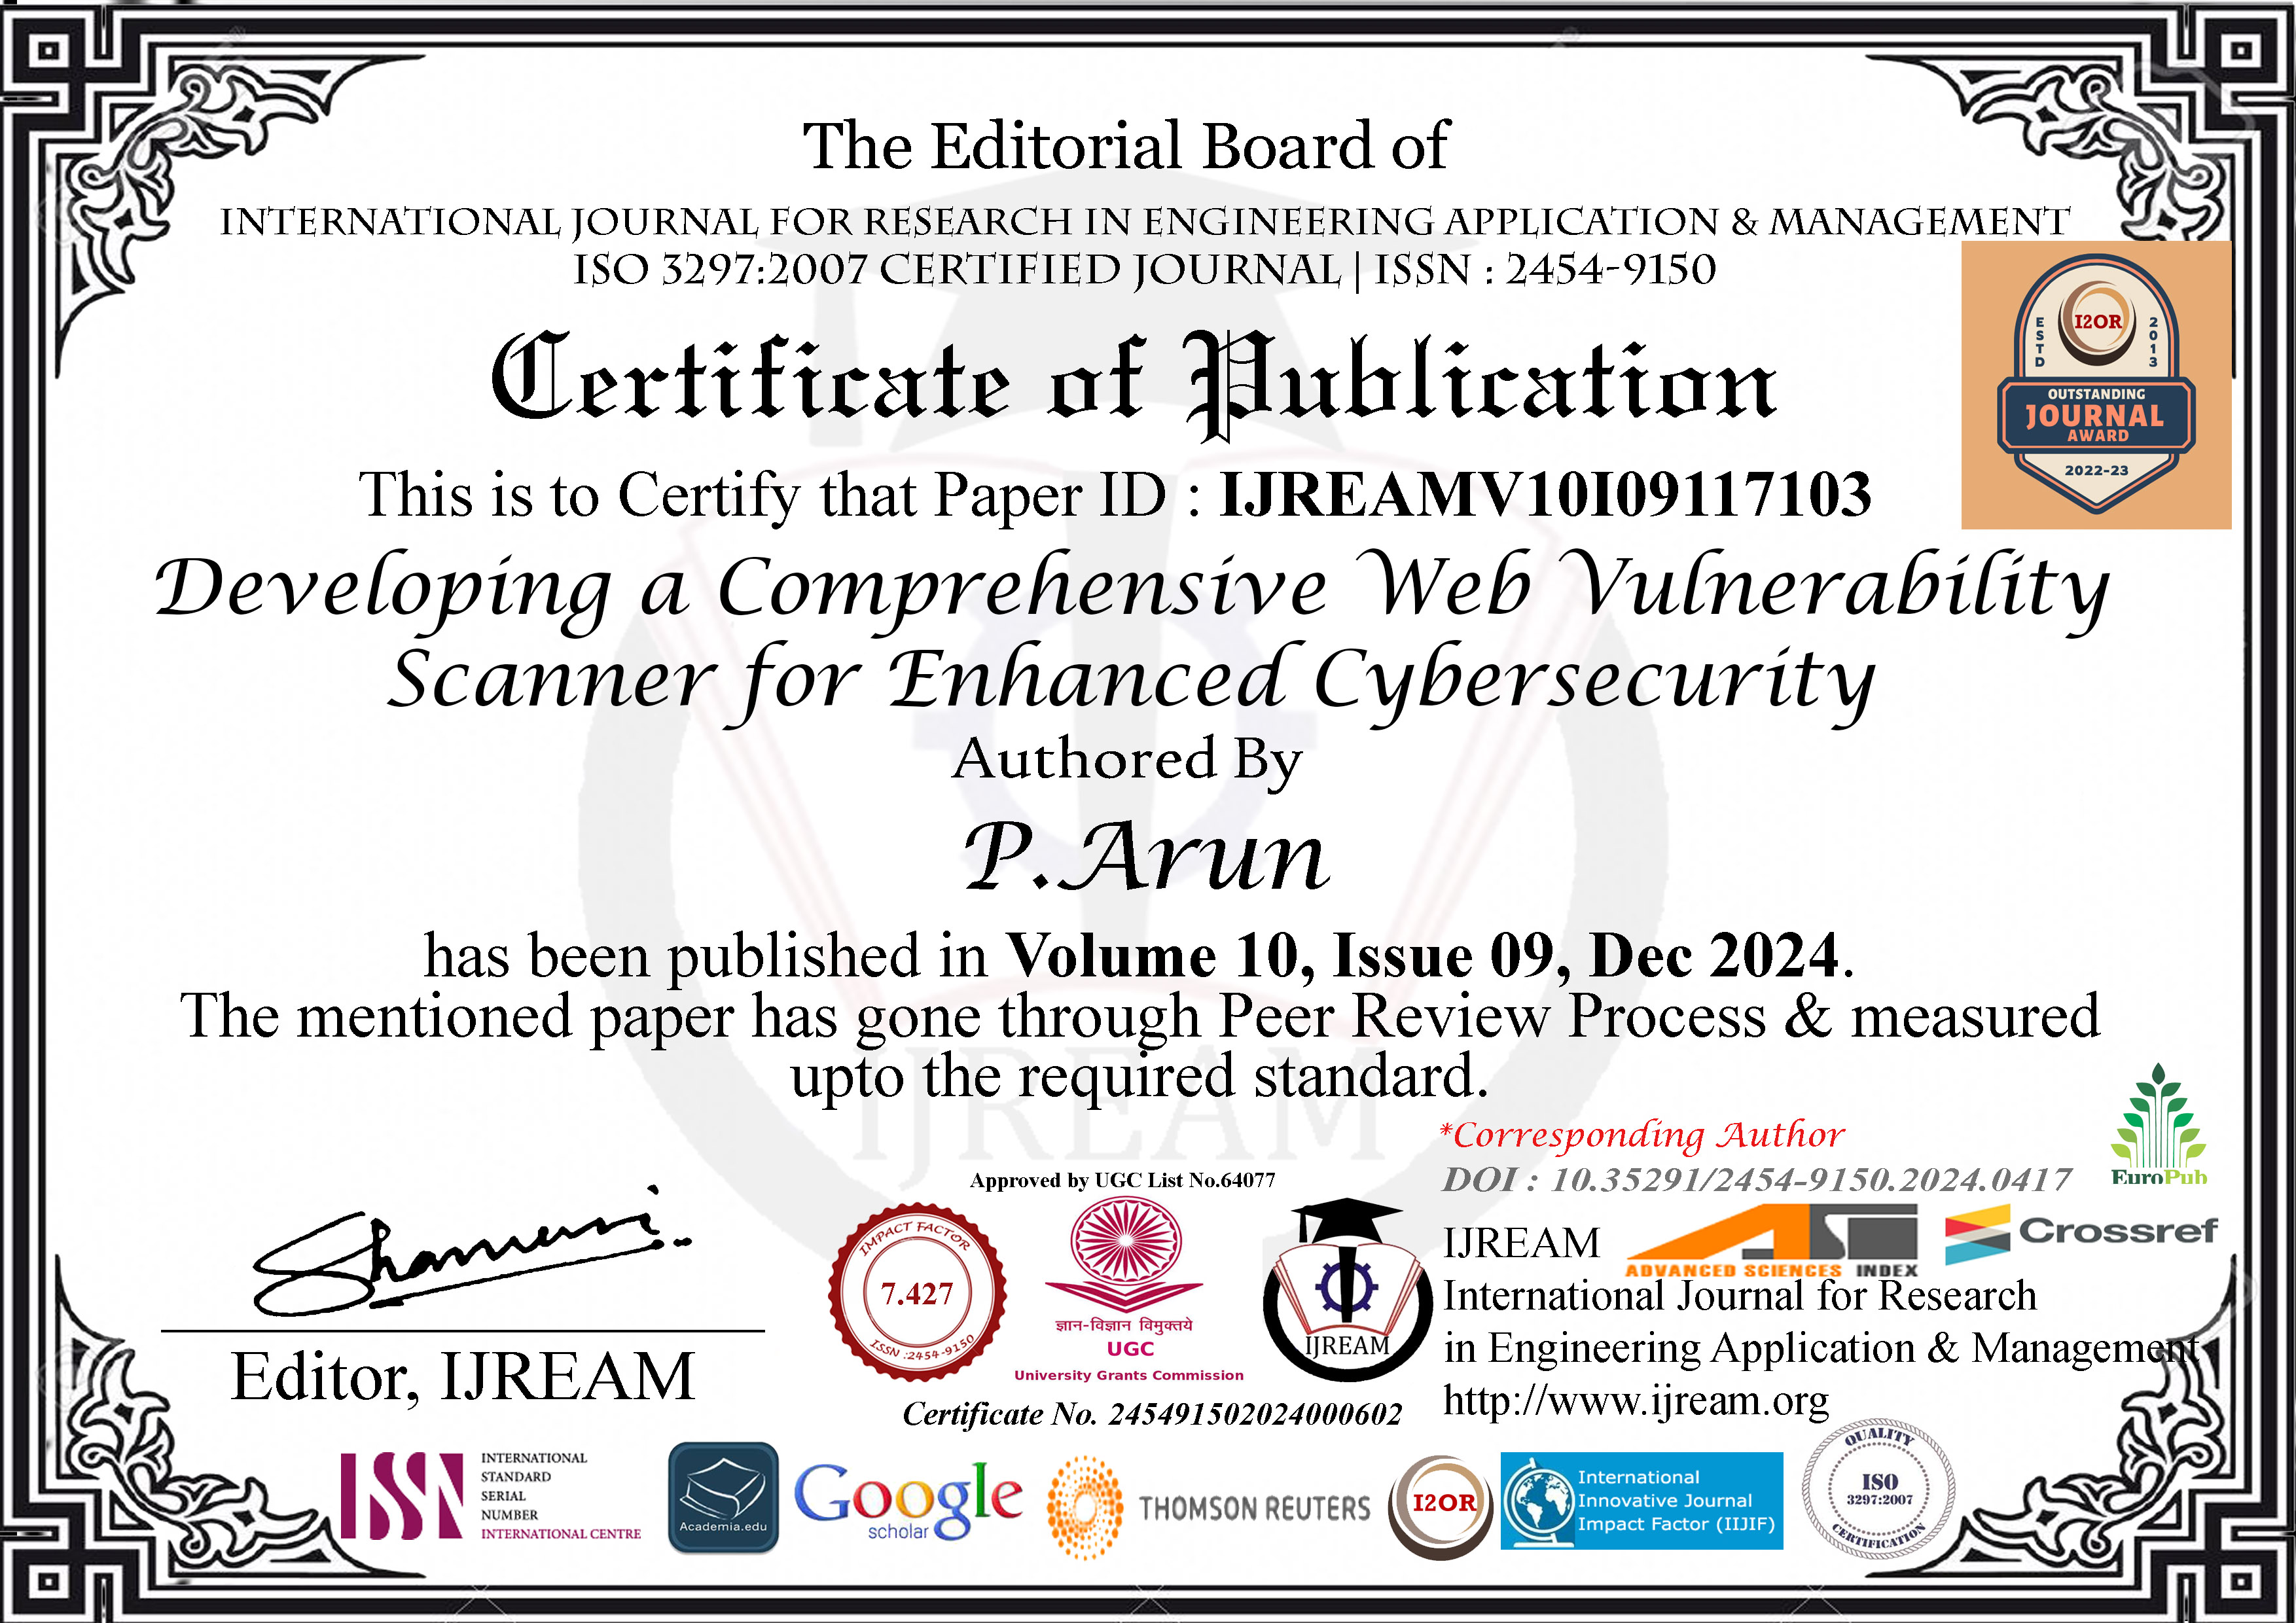 The Editorial Board of
INTERNATIONAL JOURNAL FOR RESEARCH IN ENGINEERING APPLICATION & MANAGEMENT
ISO 3297:2007 CERTIFIED JOURNAL | ISSN : 2454-9150
ESTD
I2OR
2013
OUTSTANDING
JOURNAL
AWARD
2022-23
Certificate of Publication
This is to Certify that Paper ID : IJREAMV10I09117103
Developing a Comprehensive Web Vulnerability
Scanner for Enhanced Cybersecurity
Authored By
P.Arun
has been published in Volume 10, Issue 09, Dec 2024.
The mentioned paper has gone through Peer Review Process & measured
upto the required standard.
IJREAM
*Corresponding Author
DOI : 10.35291/2454-9150.2024.0417
EuroPub
Approved by UGC List No.64077
IMPACT FACTOR
7.427
ISSN :2454-9150
ज्ञान-विज्ञान विमुक्तये
UGC
University Grants Commission
IJREAM
IJREAM
ADVANCED SCIENCES INDEX
Crossref
International Journal for Research
in Engineering Application & Management
http://www.ijream.org
Editor, IJREAM
Certificate No. 245491502024000602
ISSN
INTERNATIONAL
STANDARD
SERIAL
NUMBER
INTERNATIONAL CENTRE
Academia.edu
Google
scholar
THOMSON REUTERS
I2OR
International
Innovative Journal
Impact Factor (IIJIF)
QUALITY
ISO
3297:2007
CERTIFICATION